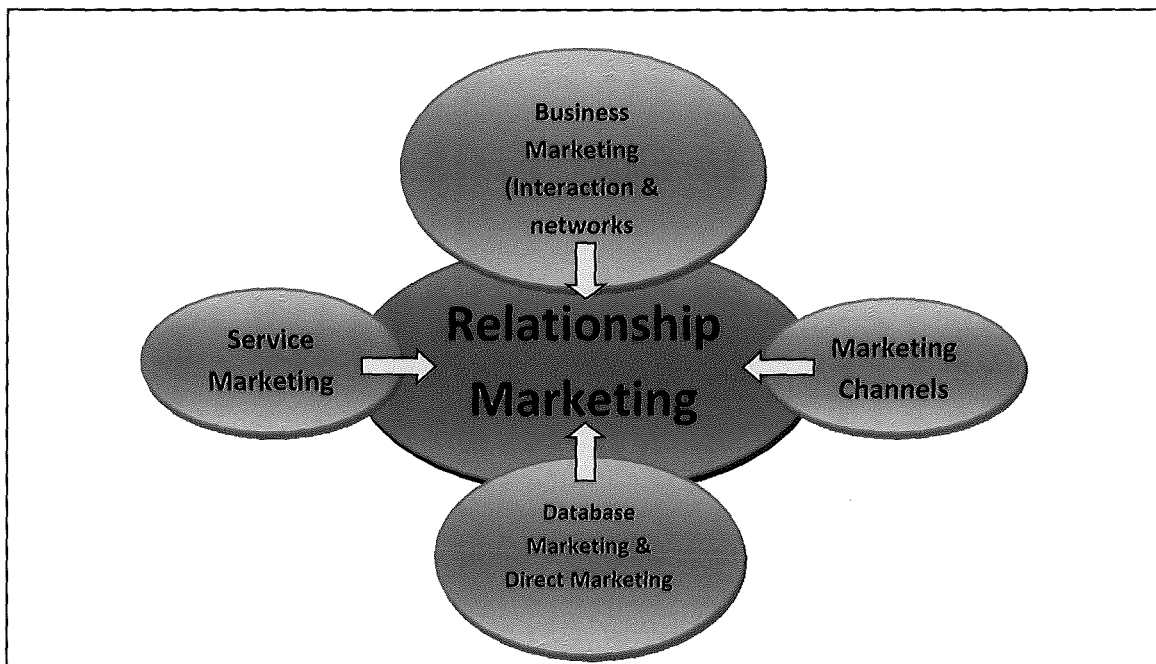 Business
Marketing
(Interaction &
networks
Relationship
Marketing
Service
Marketing
Marketing
Channels
Database
Marketing &
Direct Marketing